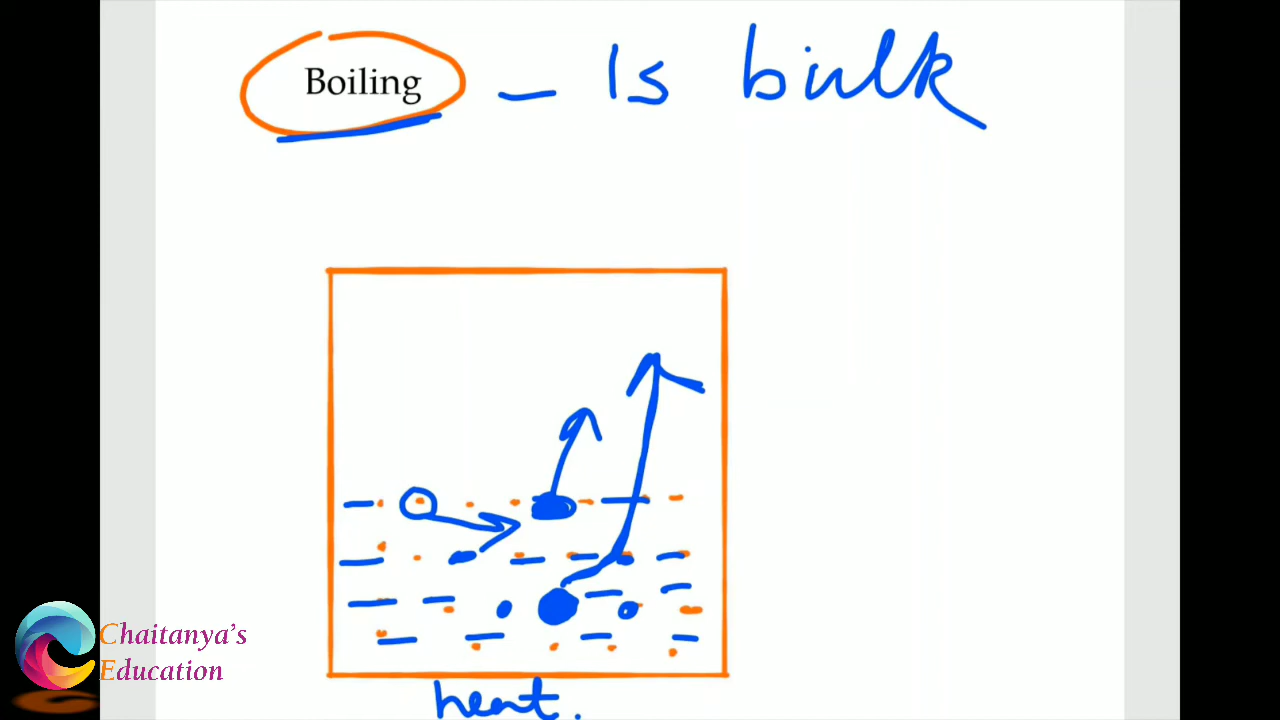 Boiling – Is bulk
heat.
Chaitanya's
Education